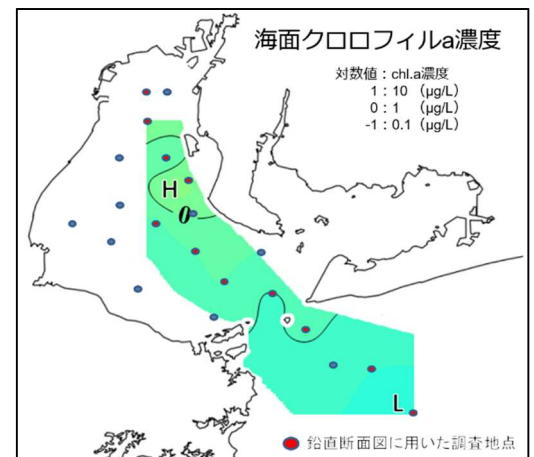 海面クロロフィルa濃度
対数値：chl.a濃度
1：10 （μg/L）
0：1 （μg/L）
-1：0.1 （μg/L）
H
0
L
鉛直断面図に用いた調査地点